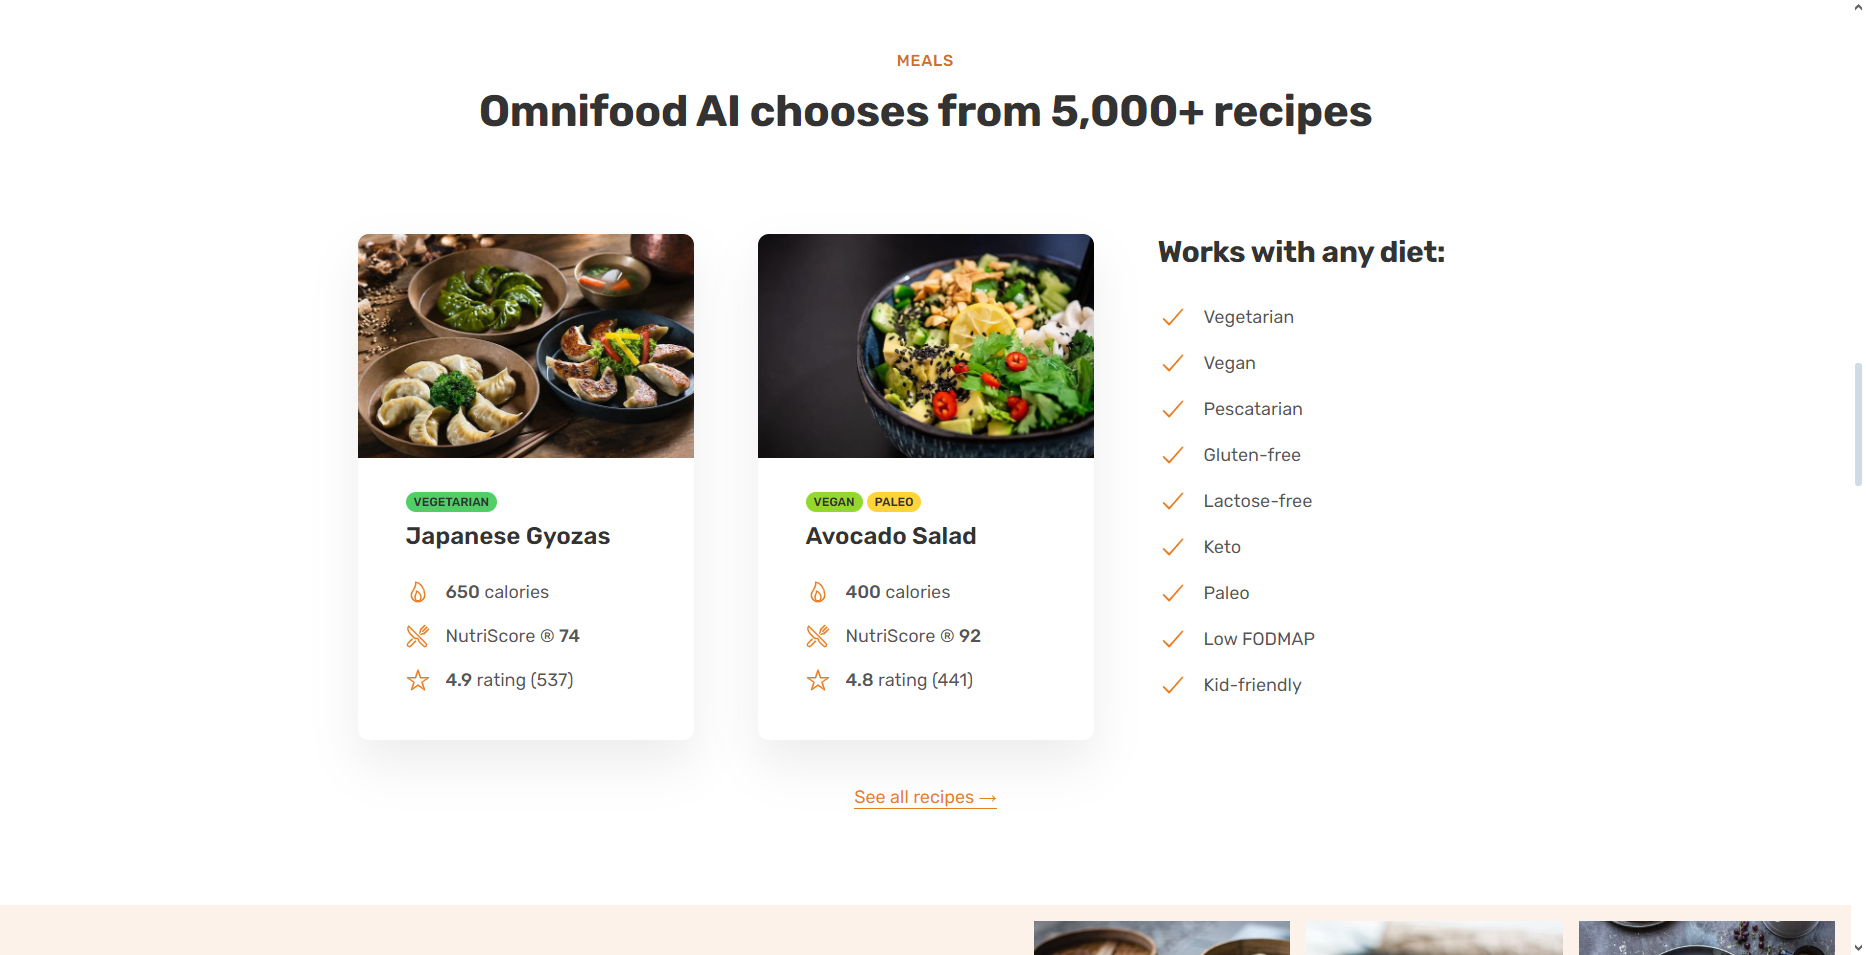 MEALS
Omnifood AI chooses from 5,000+ recipes
VEGETARIAN
Japanese Gyozas
650 calories
NutriScore ® 74
4.9 rating (537)
VEGAN PALEO
Avocado Salad
400 calories
NutriScore ® 92
4.8 rating (441)
Works with any diet:
Vegetarian
Vegan
Pescatarian
Gluten-free
Lactose-free
Keto
Paleo
Low FODMAP
Kid-friendly
See all recipes →